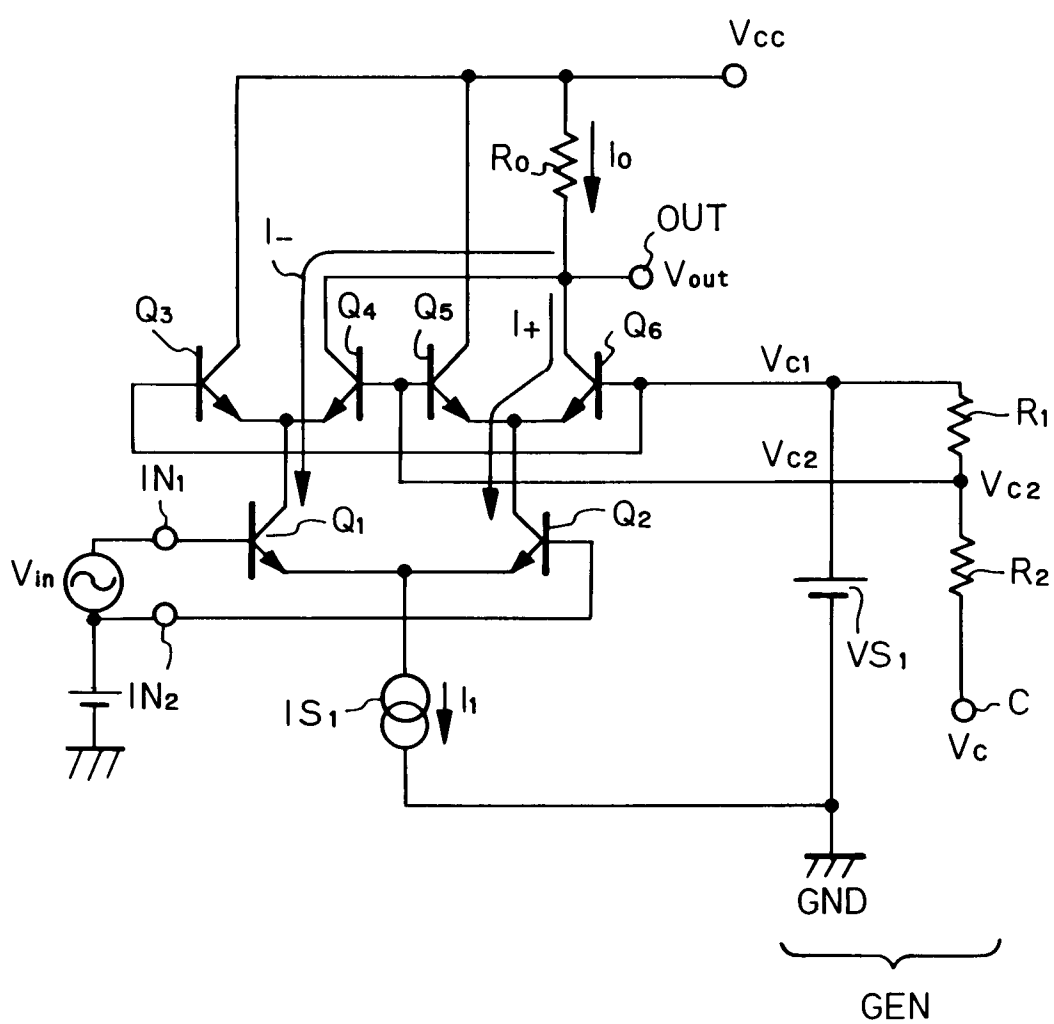 Vcc
Ro
Io
OUT
I−
Vout
Q3
Q4
Q5
I+
Q6
Vc1
R1
Vc2
Vc2
IN1
Q1
Q2
Vin
R2
VS1
IN2
IS1
I1
C
Vc
GND
GEN